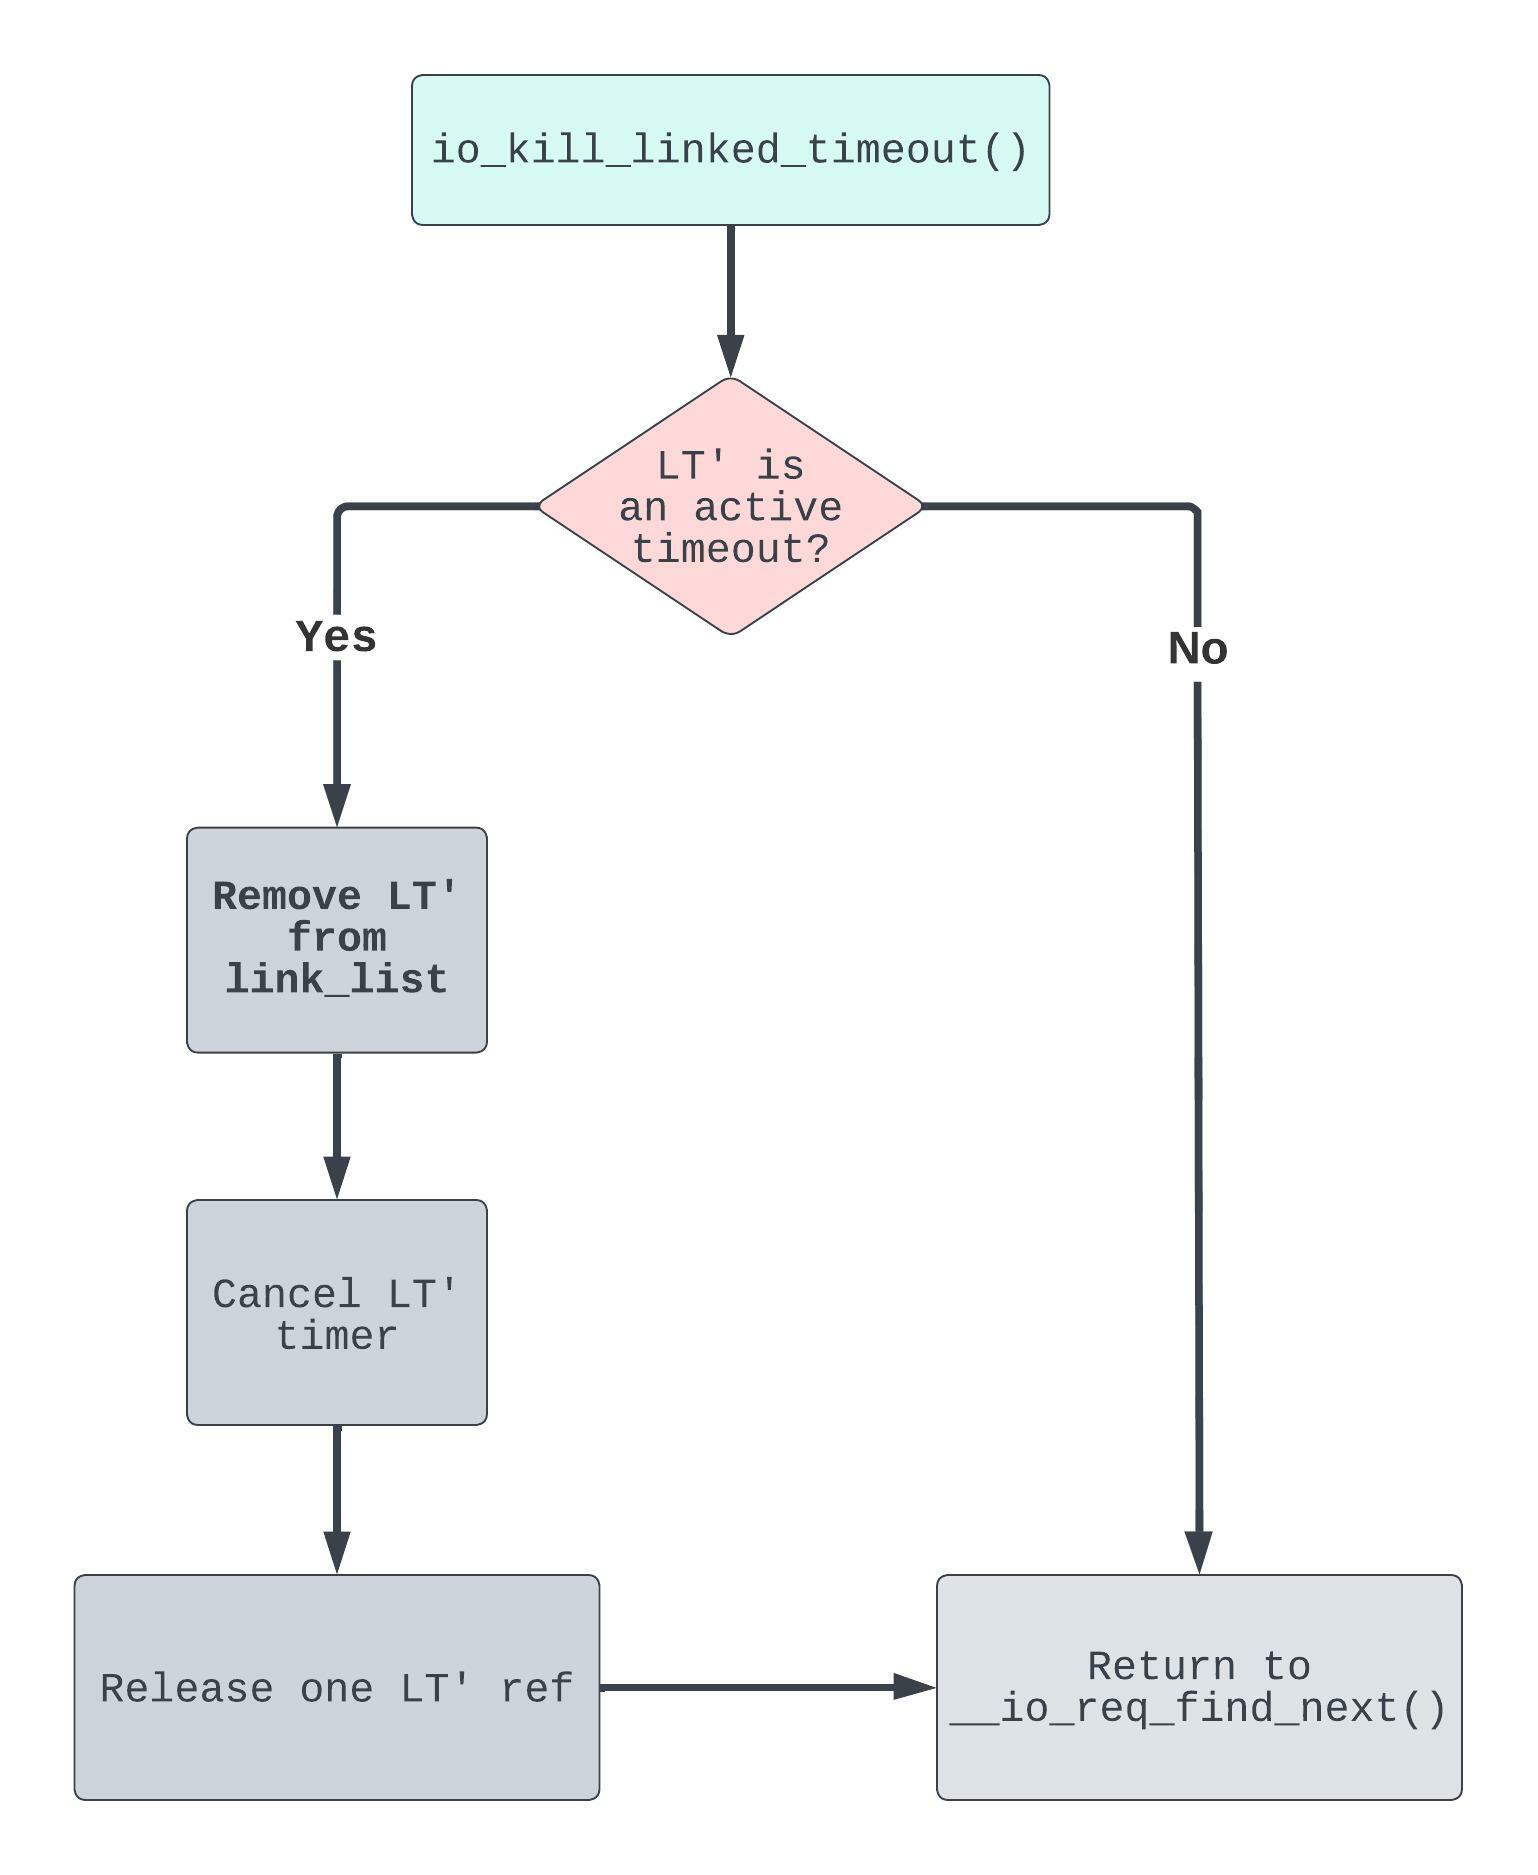 io_kill_linked_timeout()
LT' is
an active
timeout?
Yes
No
Remove LT'
from
link_list
Cancel LT'
timer
Release one LT' ref
Return to
__io_req_find_next()